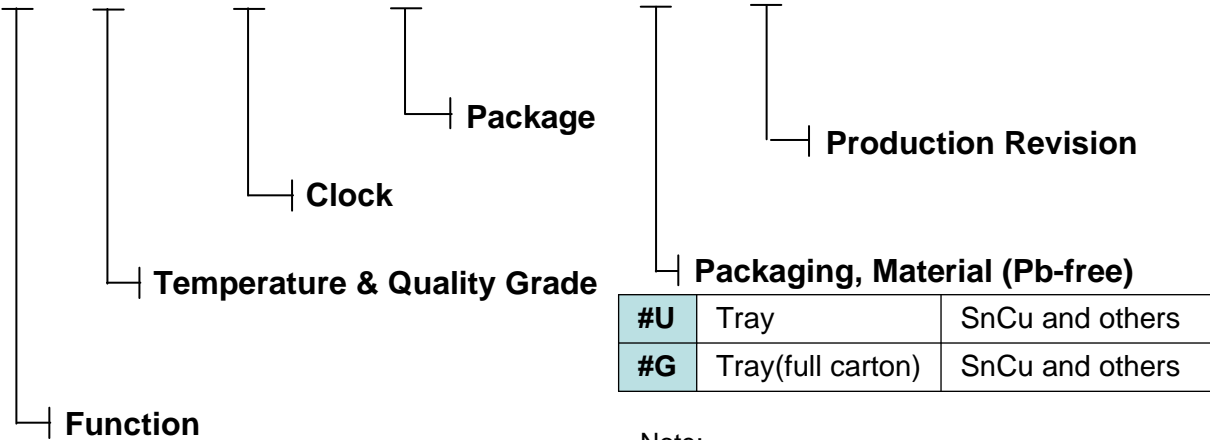 Package
Production Revision
Clock
Temperature & Quality Grade
Packaging, Material (Pb-free)
#U Tray SnCu and others
#G Tray(full carton) SnCu and others
Function
Note: